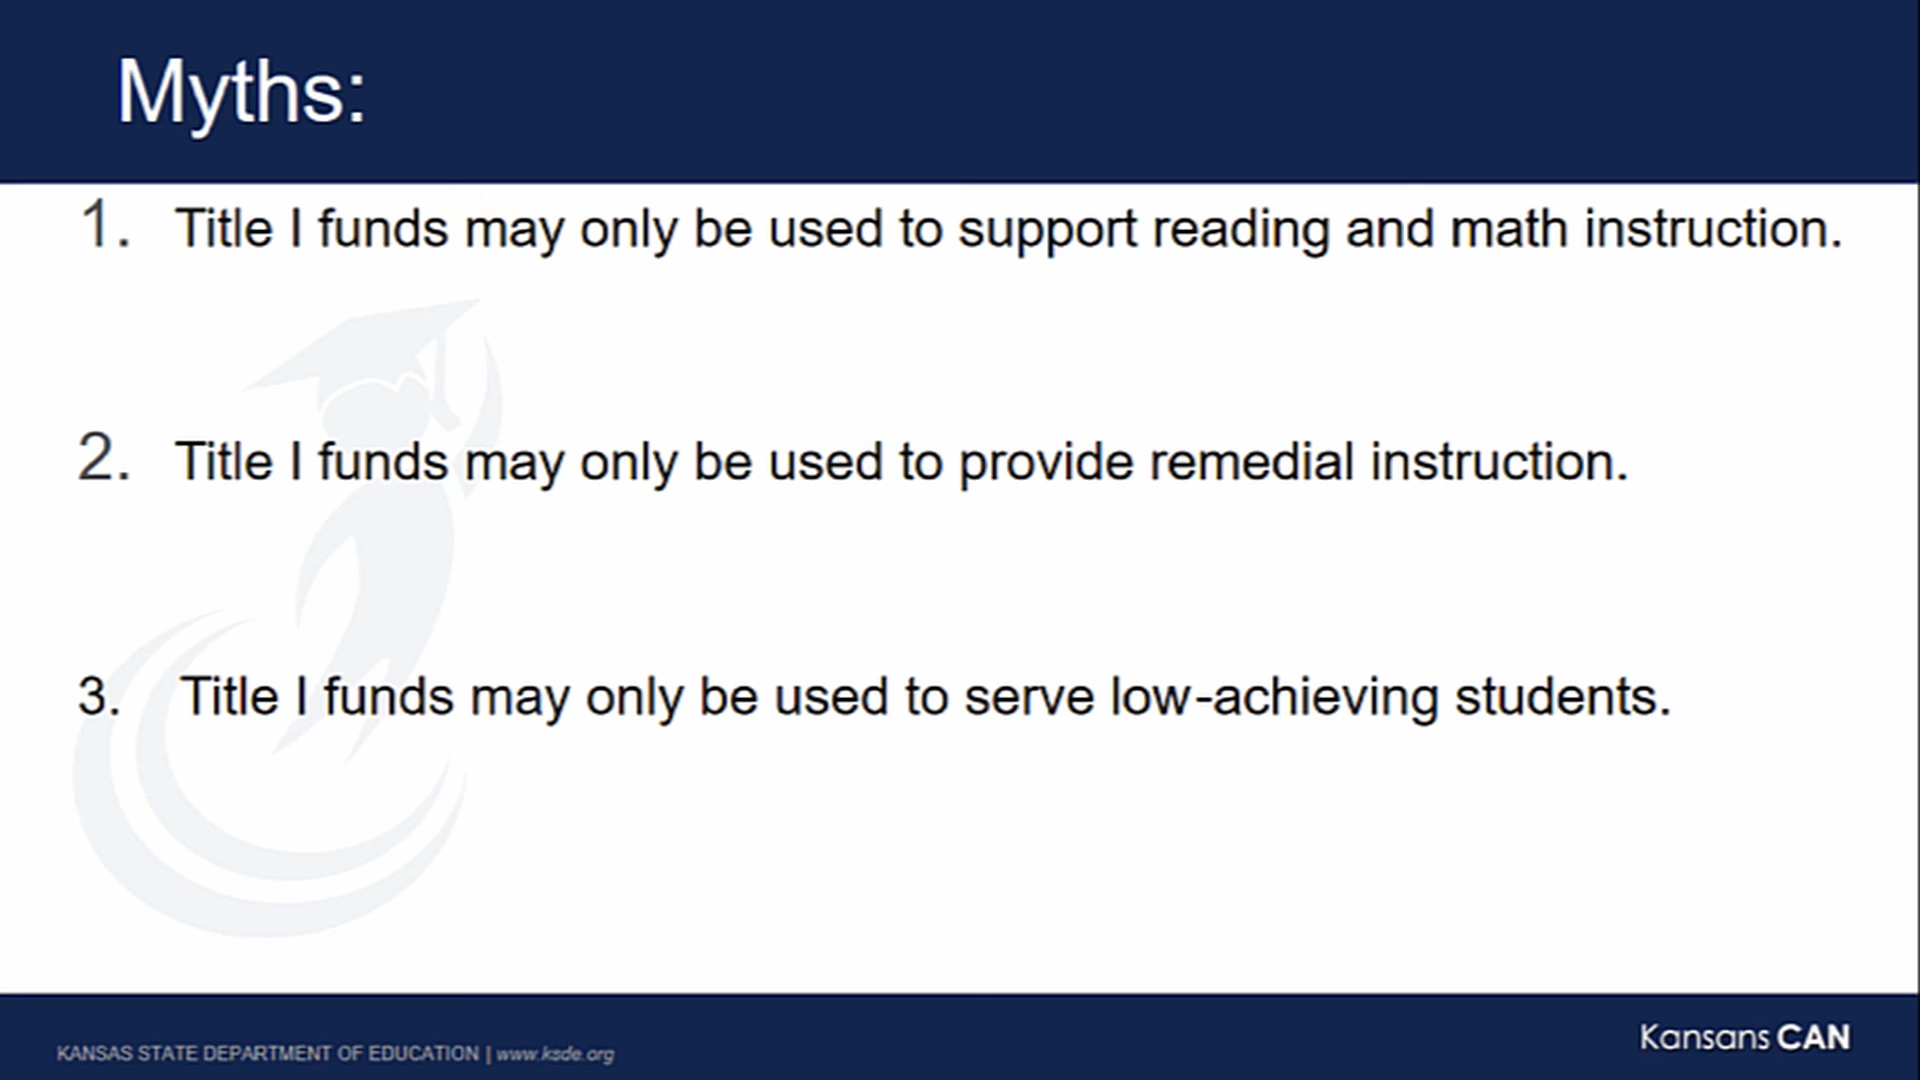 Myths:
1. Title I funds may only be used to support reading and math instruction.
2. Title I funds may only be used to provide remedial instruction.
3. Title I funds may only be used to serve low-achieving students.
KANSAS STATE DEPARTMENT OF EDUCATION | www.ksde.org
Kansans CAN